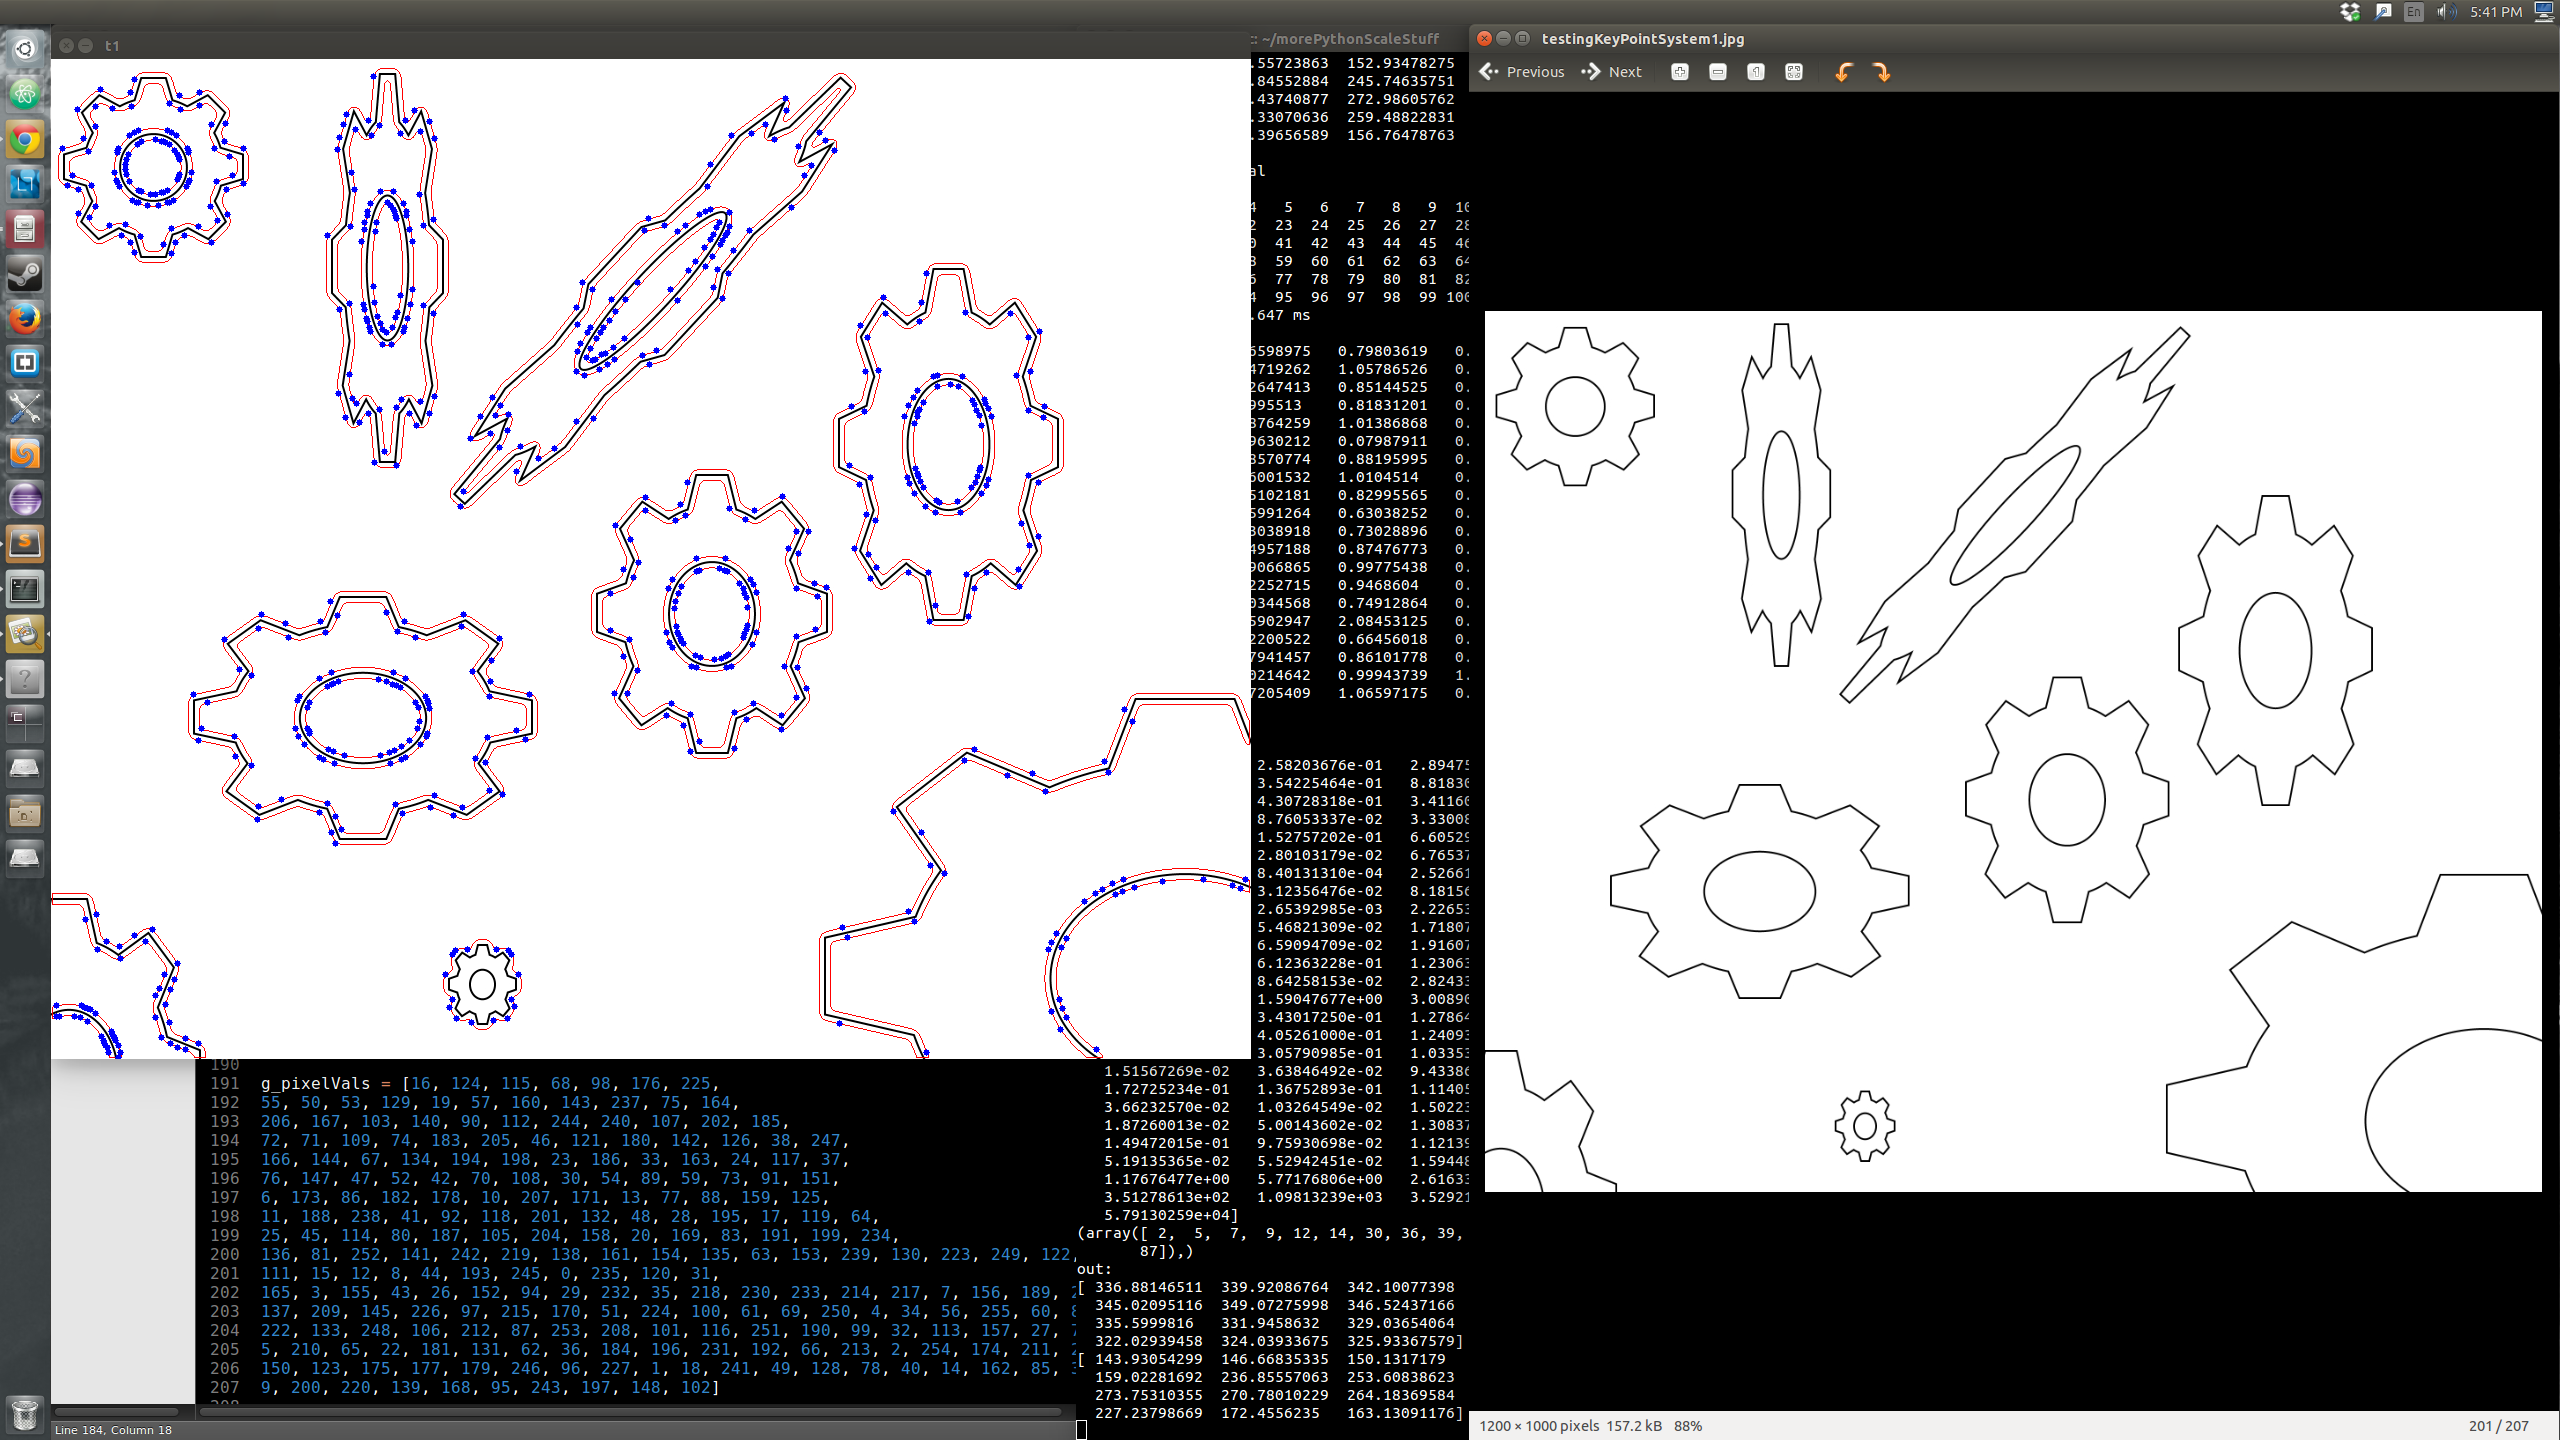 En
5:41 PM
t1
: ~/morePythonScaleStuff
testingKeyPointSystem1.jpg
Previous
Next
.55723863 152.93478275
.84552884 245.74635751
.43740877 272.98605762
.33070636 259.48822831
.39656589 156.76478763
al
5 6 7 8 9 10
23 24 25 26 27 28
41 42 43 44 45 46
59 60 61 62 63 64
77 78 79 80 81 82
95 96 97 98 99 100
.647 ms
6598975 0.79803619 0.
4719262 1.05786526 0.
2647413 0.85144525 0.
995513 0.81831201 0.
3764259 1.01386868 0.
9630212 0.07987911 0.
3570774 0.88195995 0.
6001532 1.0104514 0.
5102181 0.82995565 0.
5991264 0.63038252 0.
3038918 0.73028896 0.
4957188 0.87476773 0.
9066865 0.99775438 0.
2252715 0.9468604 0.
0344568 0.74912864 0.
5902947 2.08453125 0.
2200522 0.66456018 0.
7941457 0.86101778 0.
0214642 0.99943739 1.
7205409 1.06597175 0.
2.58203676e-01 2.89475
3.54225464e-01 8.81830
4.30728318e-01 3.41160
8.76053337e-02 3.33008
1.52757202e-01 6.60529
2.80103179e-02 6.76537
8.40131310e-04 2.52661
3.12356476e-02 8.18156
2.65392985e-03 2.22653
5.46821309e-02 1.71807
6.59094709e-02 1.91607
6.12363228e-01 1.23063
8.64258153e-02 2.82433
1.59047677e+00 3.00890
3.43017250e-01 1.27864
4.05261000e-01 1.24093
3.05790985e-01 1.03353
1.51567269e-02 3.63846492e-02 9.43386
1.72725234e-01 1.36752893e-01 1.11405
3.66232570e-02 1.03264549e-02 1.50223
1.87260013e-02 5.00143602e-02 1.30837
1.49472015e-01 9.75930698e-02 1.12139
5.19135365e-02 5.52942451e-02 1.59448
1.17676477e+00 5.77176806e+00 2.61633
3.51278613e+02 1.09813239e+03 3.52921
5.79130259e+04]
(array([ 2, 5, 7, 9, 12, 14, 30, 36, 39,
87]),)
out:
[ 336.88146511 339.92086764 342.10077398
345.02095116 349.07275998 346.52437166
335.5999816 331.9458632 329.03654064
322.02939458 324.03933675 325.93367579]
[ 143.93054299 146.66835335 150.1317179
159.02281692 236.85557063 253.60838623
273.75310355 270.78010229 264.18369584
227.23798669 172.4556235 163.13091176]
190
191 g_pixelVals = [16, 124, 115, 68, 98, 176, 225,
192 55, 50, 53, 129, 19, 57, 160, 143, 237, 75, 164,
193 206, 167, 103, 140, 90, 112, 244, 240, 107, 202, 185,
194 72, 71, 109, 74, 183, 205, 46, 121, 180, 142, 126, 38, 247,
195 166, 144, 67, 134, 194, 198, 23, 186, 33, 163, 24, 117, 37,
196 76, 147, 47, 52, 42, 70, 108, 30, 54, 89, 59, 73, 91, 151,
197 6, 173, 86, 182, 178, 10, 207, 171, 13, 77, 88, 159, 125,
198 11, 188, 238, 41, 92, 118, 201, 132, 48, 28, 195, 17, 119, 64,
199 25, 45, 114, 80, 187, 105, 204, 158, 20, 169, 83, 191, 199, 234,
200 136, 81, 252, 141, 242, 219, 138, 161, 154, 135, 63, 153, 239, 130, 223, 249, 122,
201 111, 15, 12, 8, 44, 193, 245, 0, 235, 120, 31,
202 165, 3, 155, 43, 26, 152, 94, 29, 232, 35, 218, 230, 233, 214, 217, 7, 156, 189,
203 137, 209, 145, 226, 97, 215, 170, 51, 224, 100, 61, 69, 250, 4, 34, 56, 255, 60,
204 222, 133, 248, 106, 212, 87, 253, 208, 101, 116, 251, 190, 99, 32, 113, 157, 27,
205 5, 210, 65, 22, 181, 131, 62, 36, 184, 196, 231, 192, 66, 213, 2, 254, 174, 211,
206 150, 123, 175, 177, 179, 246, 96, 227, 1, 18, 241, 49, 128, 78, 40, 14, 162, 85,
207 9, 200, 220, 139, 168, 95, 243, 197, 148, 102]
Line 184, Column 18
1200 × 1000 pixels 157.2 kB 88%
201 / 207